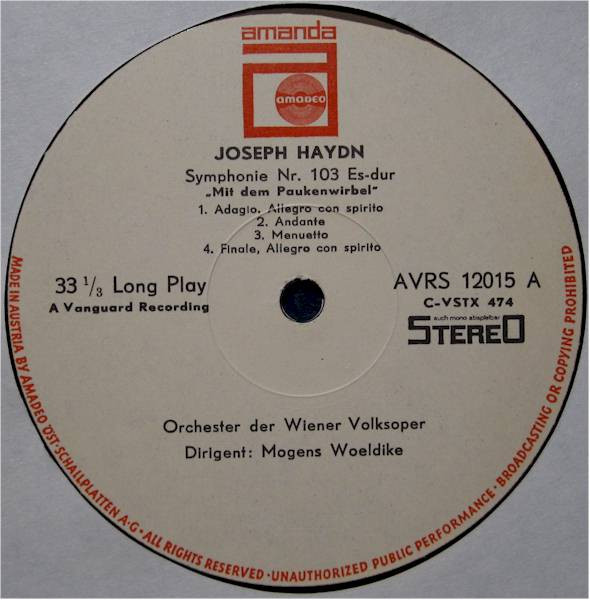 amanda
AMADEO
JOSEPH HAYDN
Symphonie Nr. 103 Es-dur
„Mit dem Paukenwirbel"
1. Adagio, Allegro con spirito
2. Andante
3. Menuetto
4. Finale, Allegro con spirito
33 1/3 Long Play
A Vanguard Recording
AVRS 12015 A
C-VSTX 474
auch mono abspielbar
STEREO
Orchester der Wiener Volksoper
Dirigent: Mogens Woeldike
MADE IN AUSTRIA BY AMADEO ÖST. SCHALLPLATTEN A.G. • ALL RIGHTS RESERVED • UNAUTHORIZED PUBLIC PERFORMANCE • BROADCASTING OR COPYING PROHIBITED